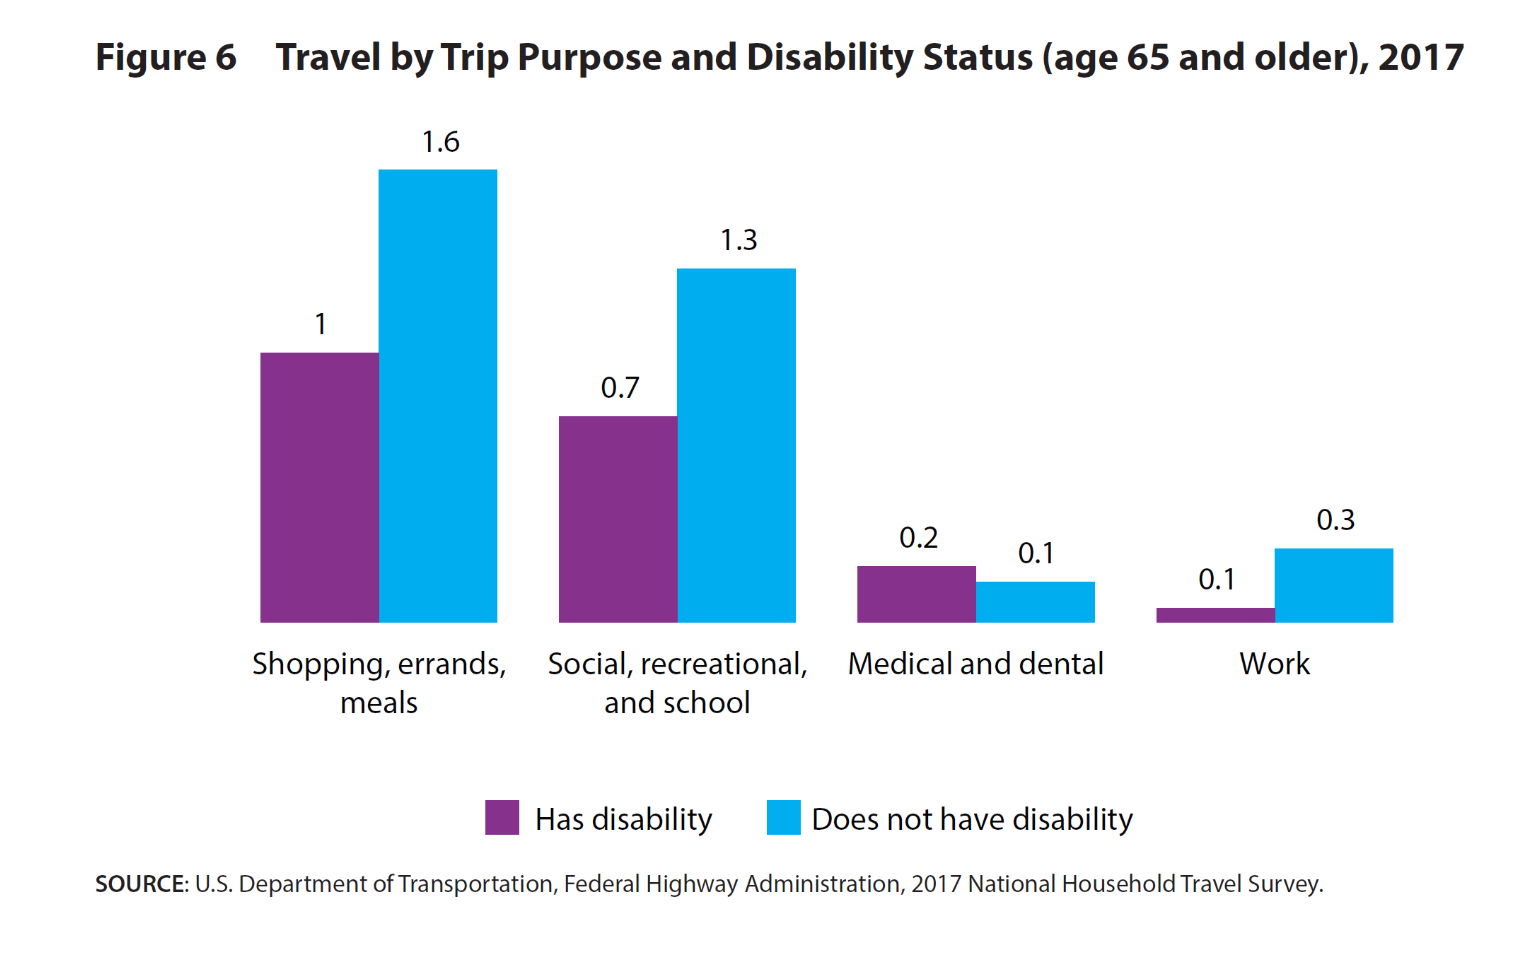 Figure 6 Travel by Trip Purpose and Disability Status (age 65 and older), 2017
1.6
1.3
1
0.7
0.2
0.1
0.1
0.3
Shopping, errands,
meals
Social, recreational,
and school
Medical and dental
Work
Has disability
Does not have disability
SOURCE: U.S. Department of Transportation, Federal Highway Administration, 2017 National Household Travel Survey.